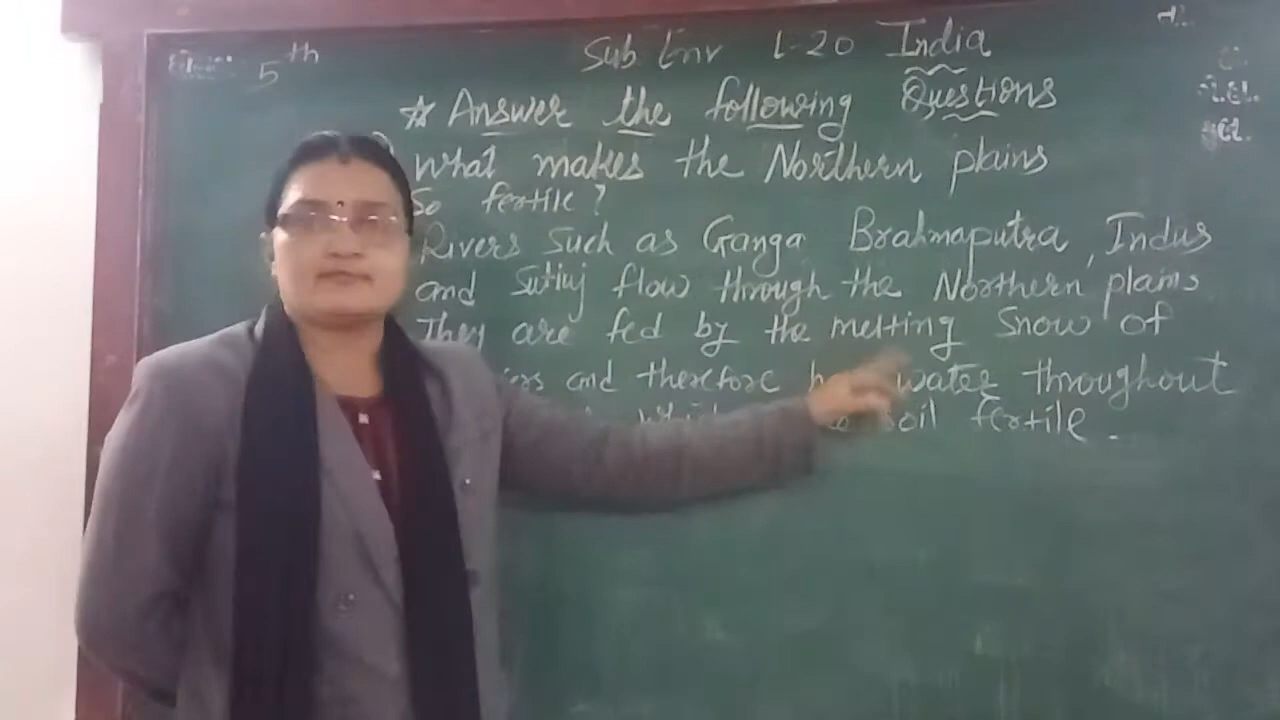 5th
Sub Env L-20 India
☆ Answer the following Questions
What makes the Northern plains
So fertile?
Rivers such as Ganga Brahmaputra, Indus
and Sutluj flow through the Northern plains
They are fed by the melting Snow of
and therefore water throughout
soil fertile.